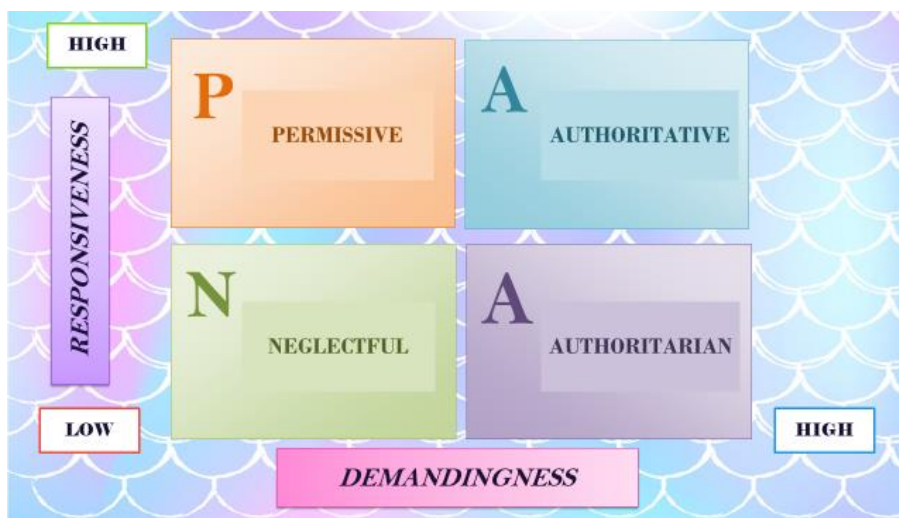 HIGH
P
PERMISSIVE
A
AUTHORITATIVE
RESPONSIVENESS
N
NEGLECTFUL
A
AUTHORITARIAN
LOW
HIGH
DEMANDINGNESS